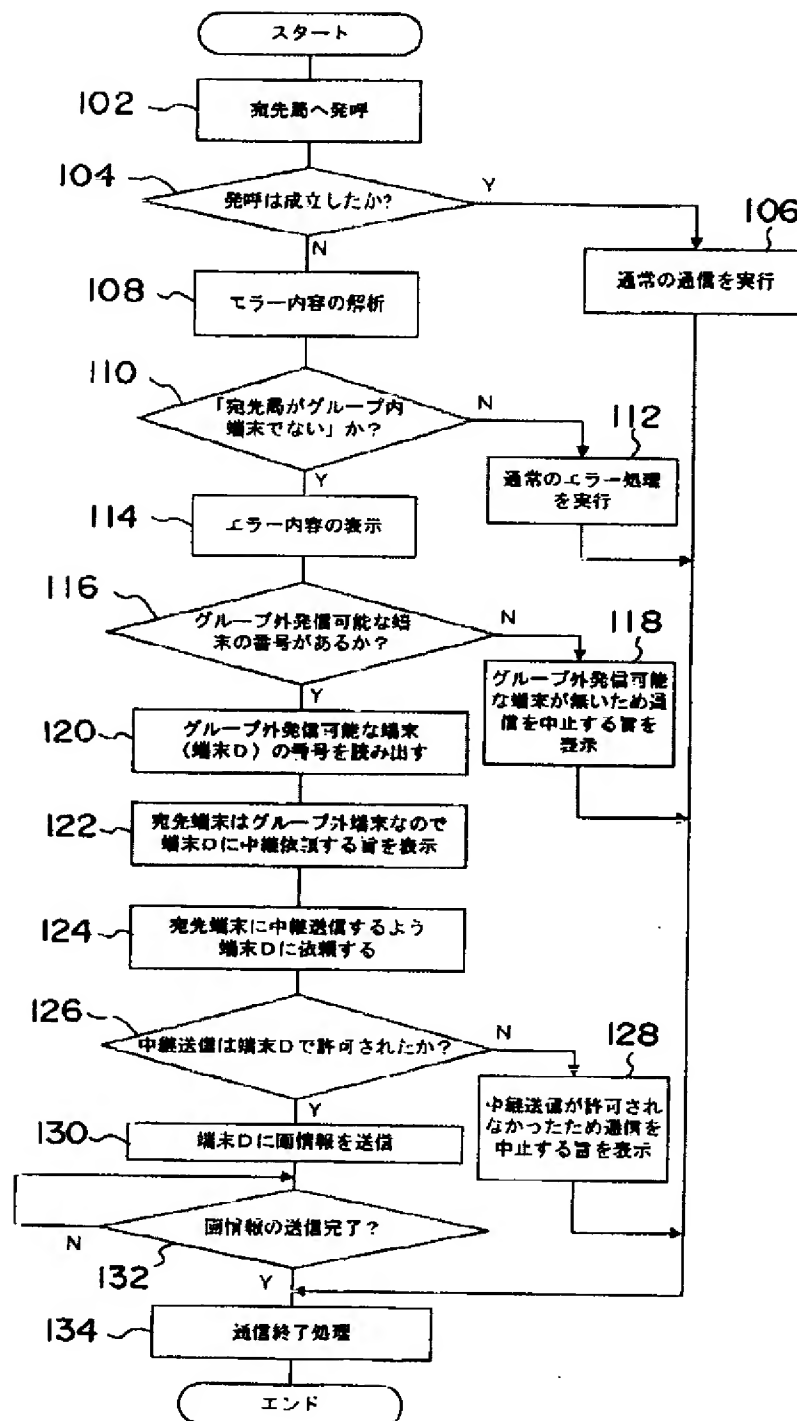 スタート
102
宛先局へ発呼
104
発呼は成立したか?
Y
106
N
通常の通信を実行
108
エラー内容の解析
110
「宛先局がグループ内
端末でない」か?
N
112
Y
通常のエラー処理
を実行
114
エラー内容の表示
116
グループ外発信可能な端
末の番号があるか?
N
118
Y
グループ外発信可能
な端末が無いため通
信を中止する旨を
表示
120
グループ外発信可能な端末
(端末D)の番号を読み出す
122
宛先端末はグループ外端末なので
端末Dに中継依頼する旨を表示
124
宛先端末に中継送信するよう
端末Dに依頼する
126
中継送信は端末Dで許可されたか?
N
128
Y
中継送信が許可され
なかったため通信を
中止する旨を表示
130
端末Dに画情報を送信
画情報の送信完了?
N
132
Y
134
通信終了処理
エンド